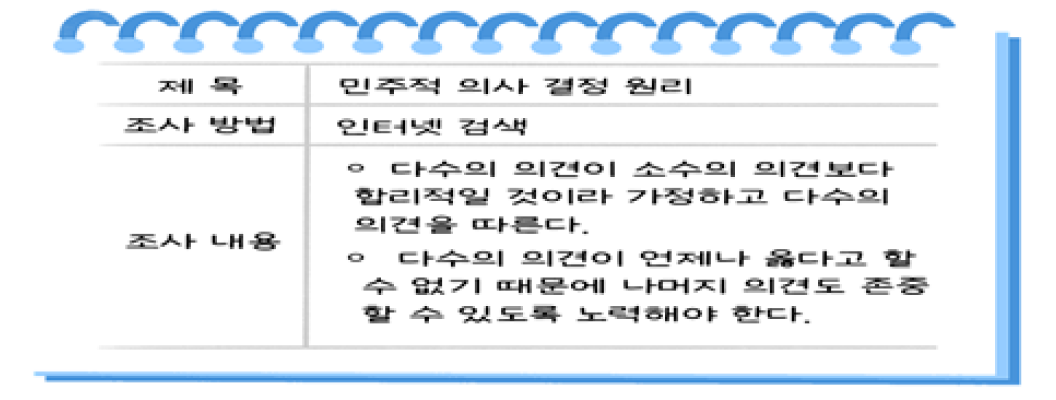 제 목 민주적 의사 결정 원리
조사 방법 인터넷 검색
조사 내용
◦ 다수의 의견이 소수의 의견보다
합리적일 것이라 가정하고 다수의
의견을 따른다.
◦ 다수의 의견이 언제나 옳다고 할
수 없기 때문에 나머지 의견도 존중
할 수 있도록 노력해야 한다.